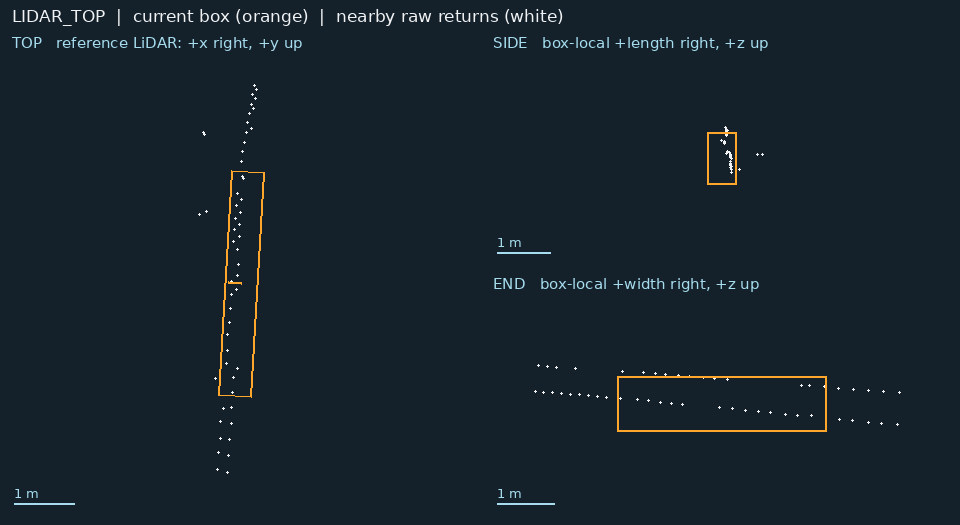 LIDAR_TOP  |  current box (orange)  |  nearby raw returns (white)
TOP   reference LiDAR: +x right, +y up
SIDE   box-local +length right, +z up
1 m
END   box-local +width right, +z up
1 m
1 m